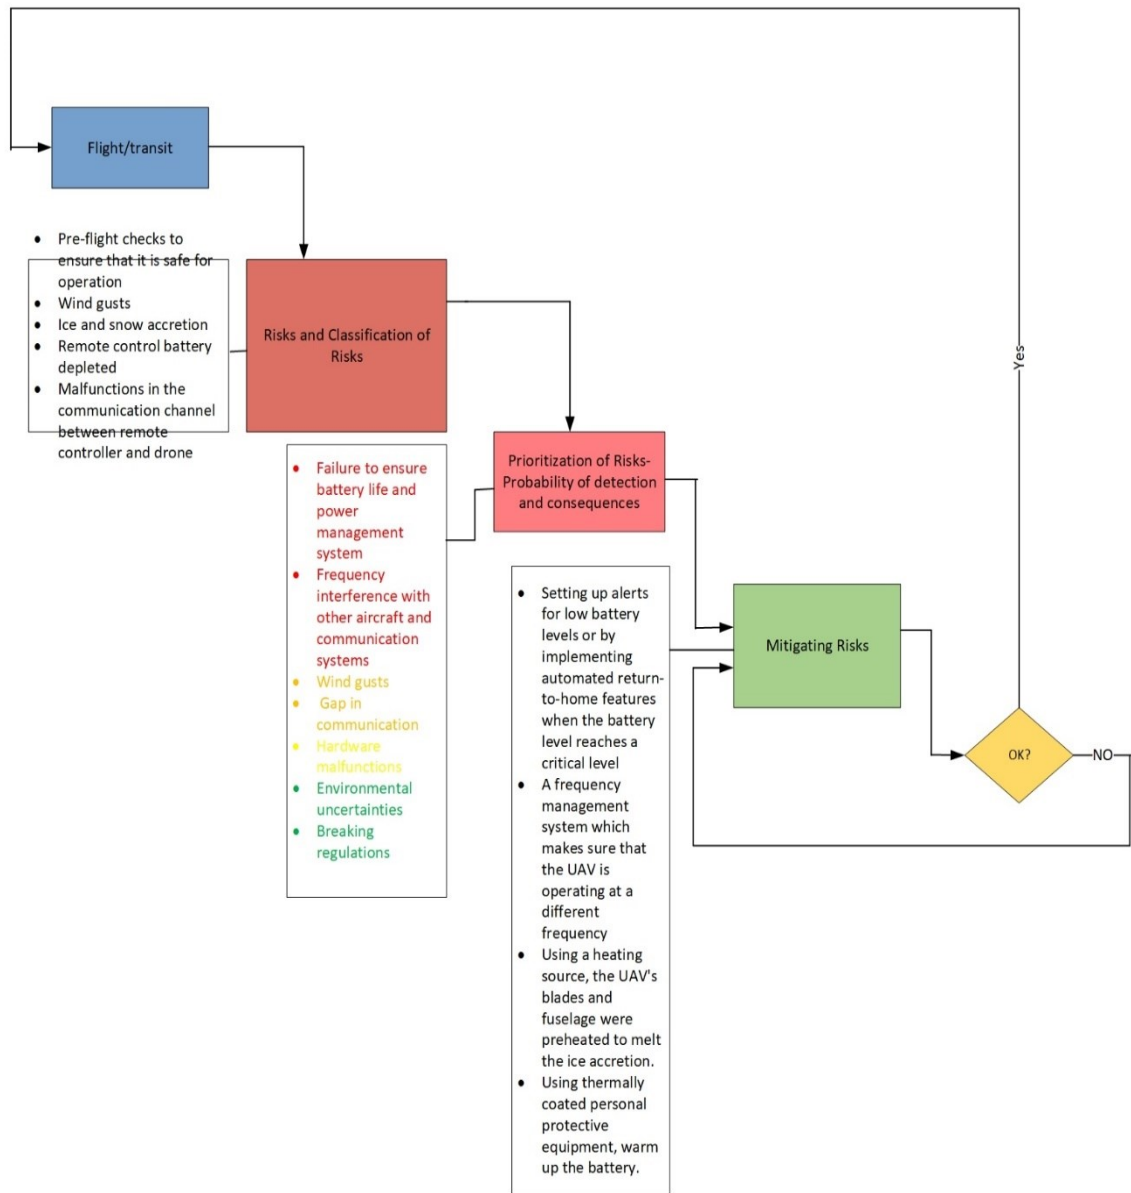 Flight/transit
• Pre-flight checks to
ensure that it is safe for
operation
• Wind gusts
• Ice and snow accretion
• Remote control battery
depleted
• Malfunctions in the
communication channel
between remote
controller and drone
Risks and Classification of
Risks
• Failure to ensure
battery life and
power
management
system
• Frequency
interference with
other aircraft and
communication
systems
• Wind gusts
• Gap in
communication
• Hardware
malfunctions
• Environmental
uncertainties
• Breaking
regulations
Prioritization of Risks-
Probability of detection
and consequences
• Setting up alerts
for low battery
levels or by
implementing
automated return-
to-home features
when the battery
level reaches a
critical level
• A frequency
management
system which
makes sure that
the UAV is
operating at a
different
frequency
• Using a heating
source, the UAV's
blades and
fuselage were
preheated to melt
the ice accretion.
• Using thermally
coated personal
protective
equipment, warm
up the battery.
Mitigating Risks
OK?
NO
Yes